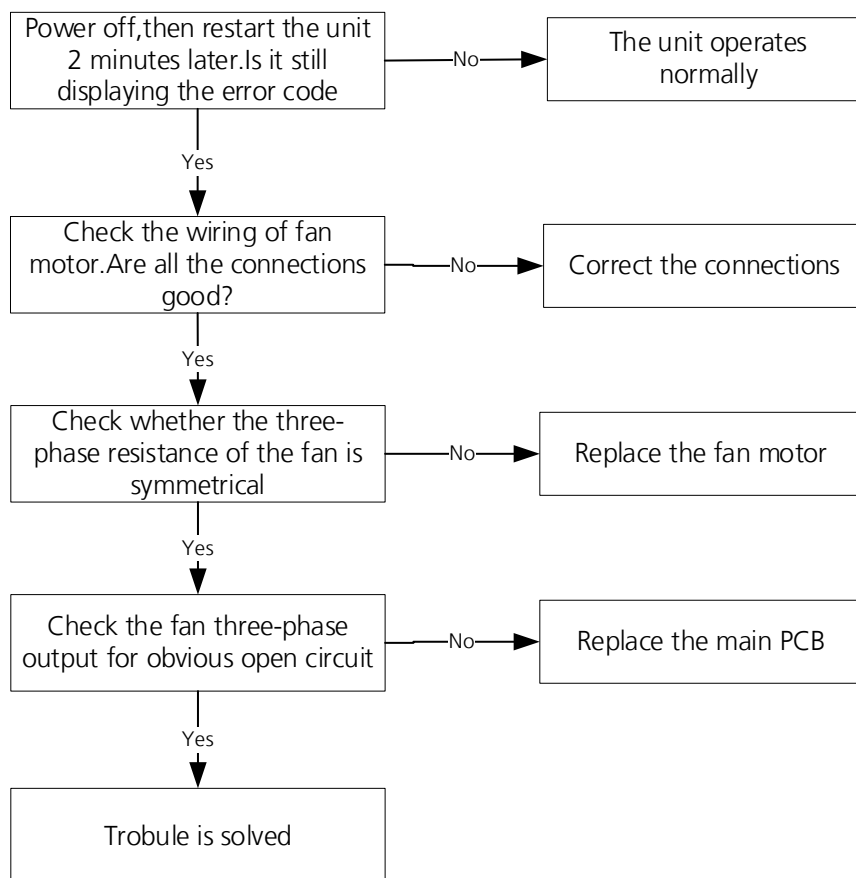 Power off,then restart the unit
2 minutes later.Is it still
displaying the error code
No
The unit operates
normally
Yes
Check the wiring of fan
motor.Are all the connections
good?
No
Correct the connections
Yes
Check whether the three-
phase resistance of the fan is
symmetrical
No
Replace the fan motor
Yes
Check the fan three-phase
output for obvious open circuit
No
Replace the main PCB
Yes
Trobule is solved